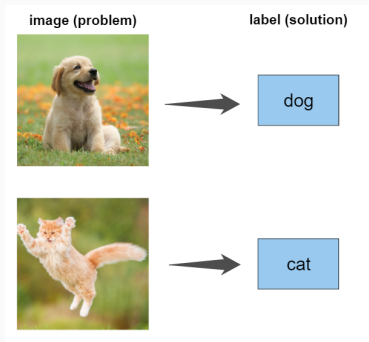 image (problem) label (solution)
dog
cat